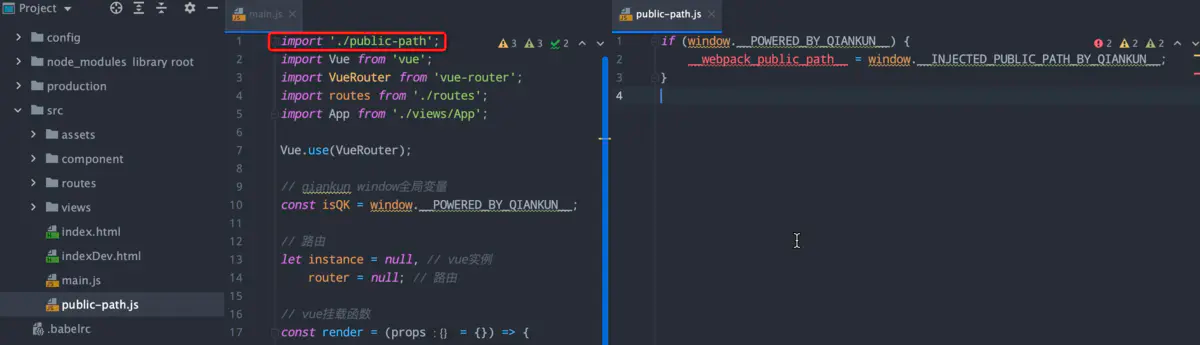 Project
config
node_modules library root
production
src
assets
component
routes
views
index.html
indexDev.html
main.js
public-path.js
.babelrc
main.js
3 3 2
1 import './public-path';
2 import Vue from 'vue';
3 import VueRouter from 'vue-router';
4 import routes from './routes';
5 import App from './views/App';
6
7 Vue.use(VueRouter);
8
9 // qiankun window全局变量
10 const isQK = window.__POWERED_BY_QIANKUN__;
11
12 // 路由
13 let instance = null, // vue实例
14 router = null; // 路由
15
16 // vue挂载函数
17 const render = (props :{} = {}) => {
public-path.js
2 2 2
1 if (window.__POWERED_BY_QIANKUN__) {
2 __webpack_public_path__ = window.__INJECTED_PUBLIC_PATH_BY_QIANKUN__;
3 }
4